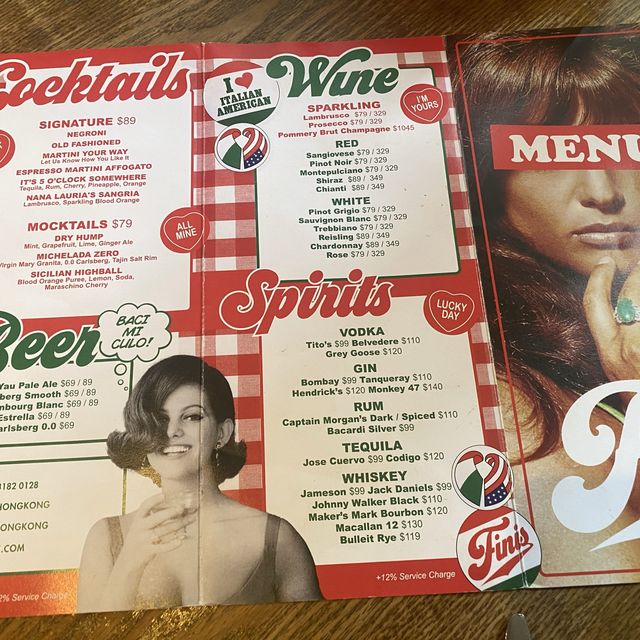 Cocktails
SIGNATURE $89
NEGRONI
OLD FASHIONED
MARTINI YOUR WAY
Let Us Know How You Like It
ESPRESSO MARTINI AFFOGATO
IT'S 5 O'CLOCK SOMEWHERE
Tequila, Rum, Cherry, Pineapple, Orange
NANA LAURIA'S SANGRIA
Lambrusco, Sparkling Blood Orange
MOCKTAILS $79
DRY HUMP
Mint, Grapefruit, Lime, Ginger Ale
MICHELADA ZERO
Virgin Mary Granita, 0.0 Carlsberg, Tajin Salt Rim
SICILIAN HIGHBALL
Blood Orange Puree, Lemon, Soda,
Maraschino Cherry
ALL
MINE
Beer
BACI
MI
CULO!
Yau Pale Ale $69 / 89
berg Smooth $69 / 89
nbourg Blanc $69 / 89
Estrella $69 / 89
arlsberg 0.0 $69
3182 0128
HONGKONG
ONGKONG
T.COM
2% Service Charge
I
ITALIAN
AMERICAN
Wine
I'M
YOURS
SPARKLING
Lambrusco $79 / 329
Prosecco $79 / 329
Pommery Brut Champagne $1045
RED
Sangiovese $79 / 329
Pinot Noir $79 / 329
Montepulciano $79 / 329
Shiraz $89 / 349
Chianti $89 / 349
WHITE
Pinot Grigio $79 / 329
Sauvignon Blanc $79 / 329
Trebbiano $79 / 329
Reisling $89 / 349
Chardonnay $89 / 349
Rose $79 / 329
Spirits
LUCKY
DAY
VODKA
Tito's $99 Belvedere $110
Grey Goose $120
GIN
Bombay $99 Tanqueray $110
Hendrick's $120 Monkey 47 $140
RUM
Captain Morgan's Dark / Spiced $110
Bacardi Silver $99
TEQUILA
Jose Cuervo $99 Codigo $120
WHISKEY
Jameson $99 Jack Daniels $99
Johnny Walker Black $110
Maker's Mark Bourbon $120
Macallan 12 $130
Bulleit Rye $119
Finis
+12% Service Charge
MENU
F